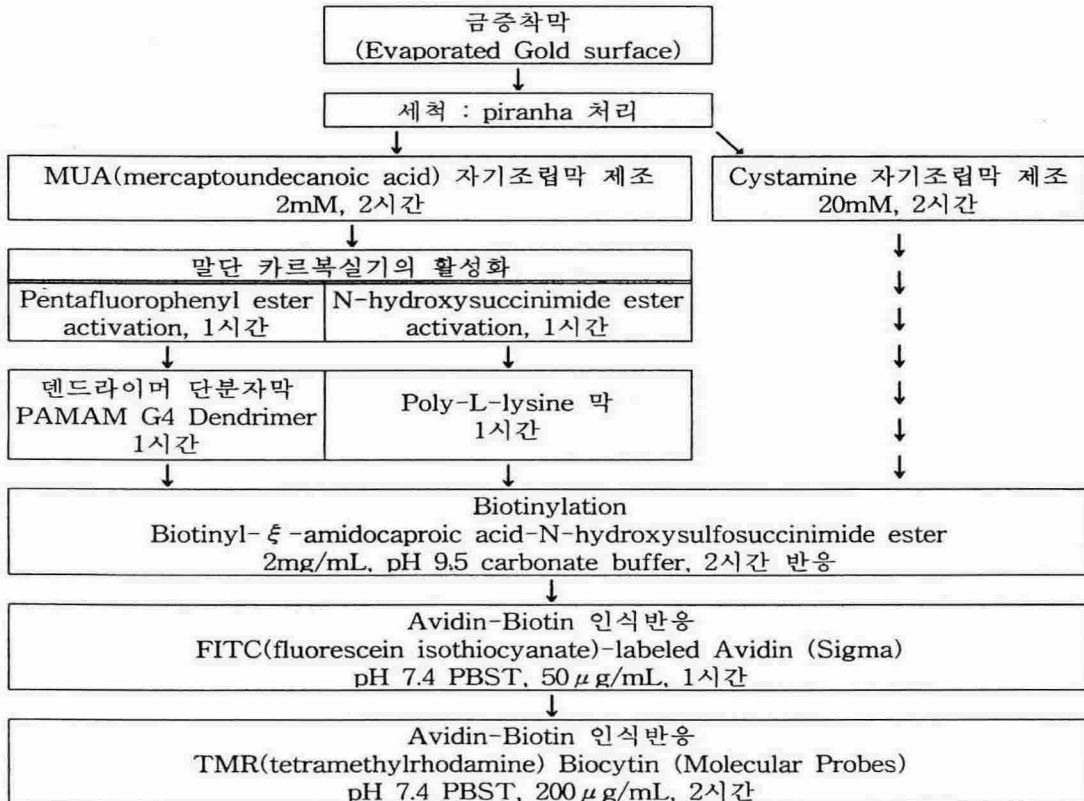 금증착막
(Evaporated Gold surface)
세척 : piranha 처리
MUA(mercaptoundecanoic acid) 자기조립막 제조
2mM, 2시간
Cystamine 자기조립막 제조
20mM, 2시간
말단 카르복실기의 활성화
Pentafluorophenyl ester
activation, 1시간
N-hydroxysuccinimide ester
activation, 1시간
덴드라이머 단분자막
PAMAM G4 Dendrimer
1시간
Poly-L-lysine 막
1시간
Biotinylation
Biotinyl-ξ-amidocaproic acid-N-hydroxysulfosuccinimide ester
2mg/mL, pH 9.5 carbonate buffer, 2시간 반응
Avidin-Biotin 인식반응
FITC(fluorescein isothiocyanate)-labeled Avidin (Sigma)
pH 7.4 PBST, 50μg/mL, 1시간
Avidin-Biotin 인식반응
TMR(tetramethylrhodamine) Biocytin (Molecular Probes)
pH 7.4 PBST, 200μg/mL, 2시간